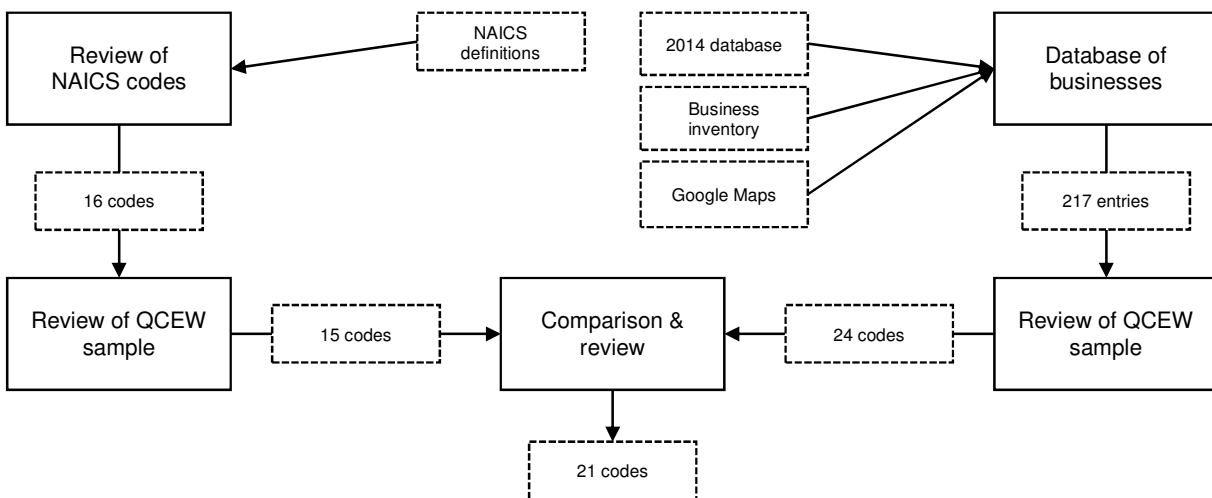 Review of
NAICS codes
NAICS
definitions
2014 database
Business
inventory
Google Maps
Database of
businesses
16 codes
217 entries
Review of QCEW
sample
15 codes
Comparison &
review
24 codes
Review of QCEW
sample
21 codes